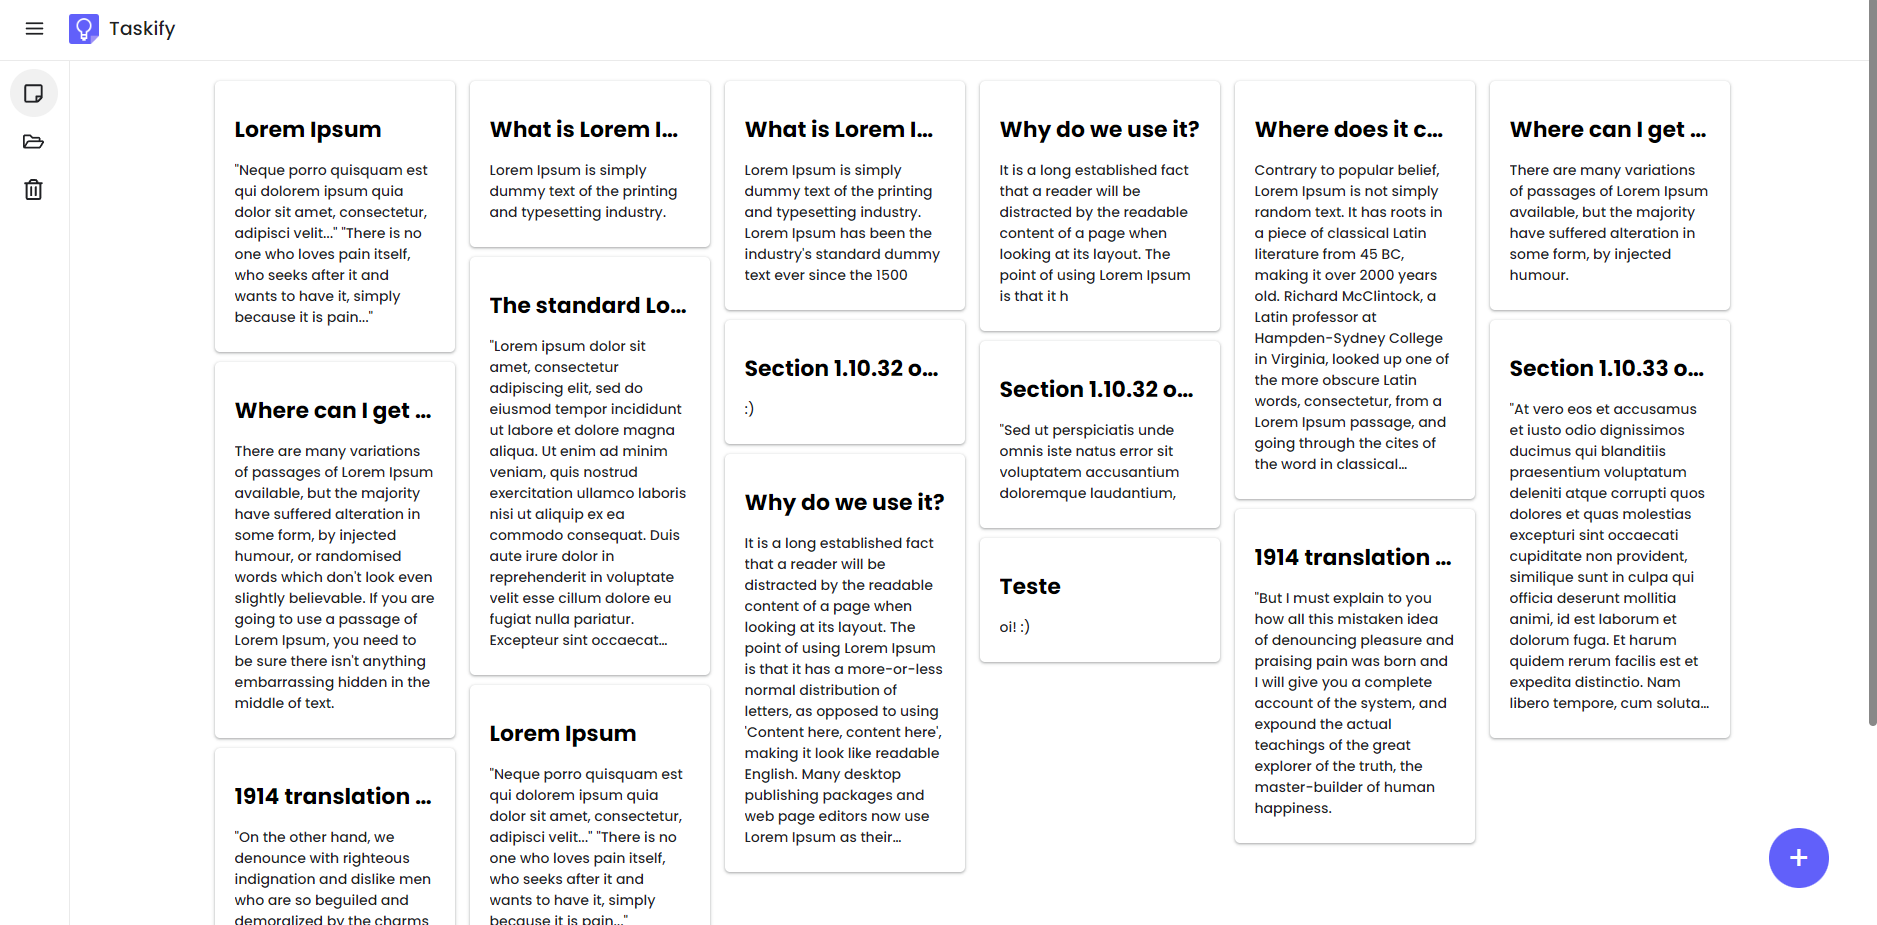 Taskify
Lorem Ipsum
"Neque porro quisquam est
qui dolorem ipsum quia
dolor sit amet, consectetur,
adipisci velit..." "There is no
one who loves pain itself,
who seeks after it and
wants to have it, simply
because it is pain..."
Where can I get ...
There are many variations
of passages of Lorem Ipsum
available, but the majority
have suffered alteration in
some form, by injected
humour, or randomised
words which don't look even
slightly believable. If you are
going to use a passage of
Lorem Ipsum, you need to
be sure there isn't anything
embarrassing hidden in the
middle of text.
1914 translation ...
"On the other hand, we
denounce with righteous
indignation and dislike men
who are so beguiled and
demoralized by the charms
What is Lorem I...
Lorem Ipsum is simply
dummy text of the printing
and typesetting industry.
The standard Lo...
"Lorem ipsum dolor sit
amet, consectetur
adipiscing elit, sed do
eiusmod tempor incididunt
ut labore et dolore magna
aliqua. Ut enim ad minim
veniam, quis nostrud
exercitation ullamco laboris
nisi ut aliquip ex ea
commodo consequat. Duis
aute irure dolor in
reprehenderit in voluptate
velit esse cillum dolore eu
fugiat nulla pariatur.
Excepteur sint occaecat...
Lorem Ipsum
"Neque porro quisquam est
qui dolorem ipsum quia
dolor sit amet, consectetur,
adipisci velit..." "There is no
one who loves pain itself,
who seeks after it and
wants to have it, simply
because it is pain..."
What is Lorem I...
Lorem Ipsum is simply
dummy text of the printing
and typesetting industry.
Lorem Ipsum has been the
industry's standard dummy
text ever since the 1500
Section 1.10.32 o...
:)
Why do we use it?
It is a long established fact
that a reader will be
distracted by the readable
content of a page when
looking at its layout. The
point of using Lorem Ipsum
is that it has a more-or-less
normal distribution of
letters, as opposed to using
'Content here, content here',
making it look like readable
English. Many desktop
publishing packages and
web page editors now use
Lorem Ipsum as their...
Why do we use it?
It is a long established fact
that a reader will be
distracted by the readable
content of a page when
looking at its layout. The
point of using Lorem Ipsum
is that it h
Section 1.10.32 o...
"Sed ut perspiciatis unde
omnis iste natus error sit
voluptatem accusantium
doloremque laudantium,
Teste
oi! :)
Where does it c...
Contrary to popular belief,
Lorem Ipsum is not simply
random text. It has roots in
a piece of classical Latin
literature from 45 BC,
making it over 2000 years
old. Richard McClintock, a
Latin professor at
Hampden-Sydney College
in Virginia, looked up one of
the more obscure Latin
words, consectetur, from a
Lorem Ipsum passage, and
going through the cites of
the word in classical...
1914 translation ...
"But I must explain to you
how all this mistaken idea
of denouncing pleasure and
praising pain was born and
I will give you a complete
account of the system, and
expound the actual
teachings of the great
explorer of the truth, the
master-builder of human
happiness.
Where can I get ...
There are many variations
of passages of Lorem Ipsum
available, but the majority
have suffered alteration in
some form, by injected
humour.
Section 1.10.33 o...
"At vero eos et accusamus
et iusto odio dignissimos
ducimus qui blanditiis
praesentium voluptatum
deleniti atque corrupti quos
dolores et quas molestias
excepturi sint occaecati
cupiditate non provident,
similique sunt in culpa qui
officia deserunt mollitia
animi, id est laborum et
dolorum fuga. Et harum
quidem rerum facilis est et
expedita distinctio. Nam
libero tempore, cum soluta...